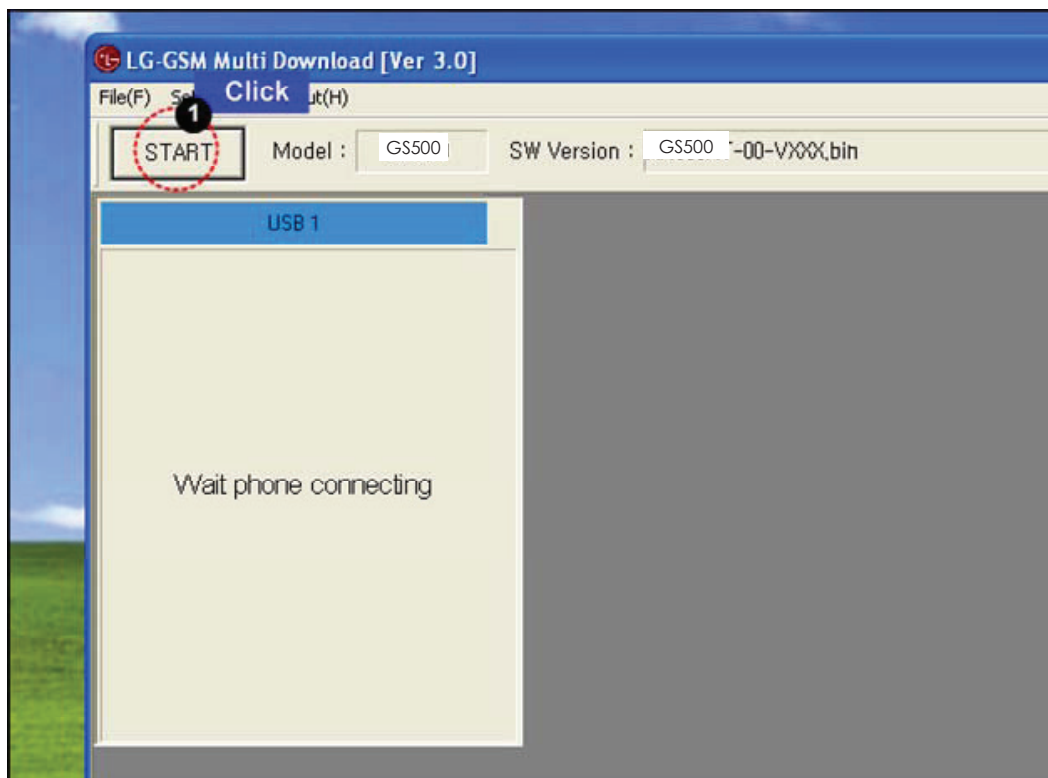 LG-GSM Multi Download [Ver 3.0]
File(F) Click ut(H)
1
START Model : GS500 SW Version : GS500 -00-VXXX.bin
USB 1
Wait phone connecting